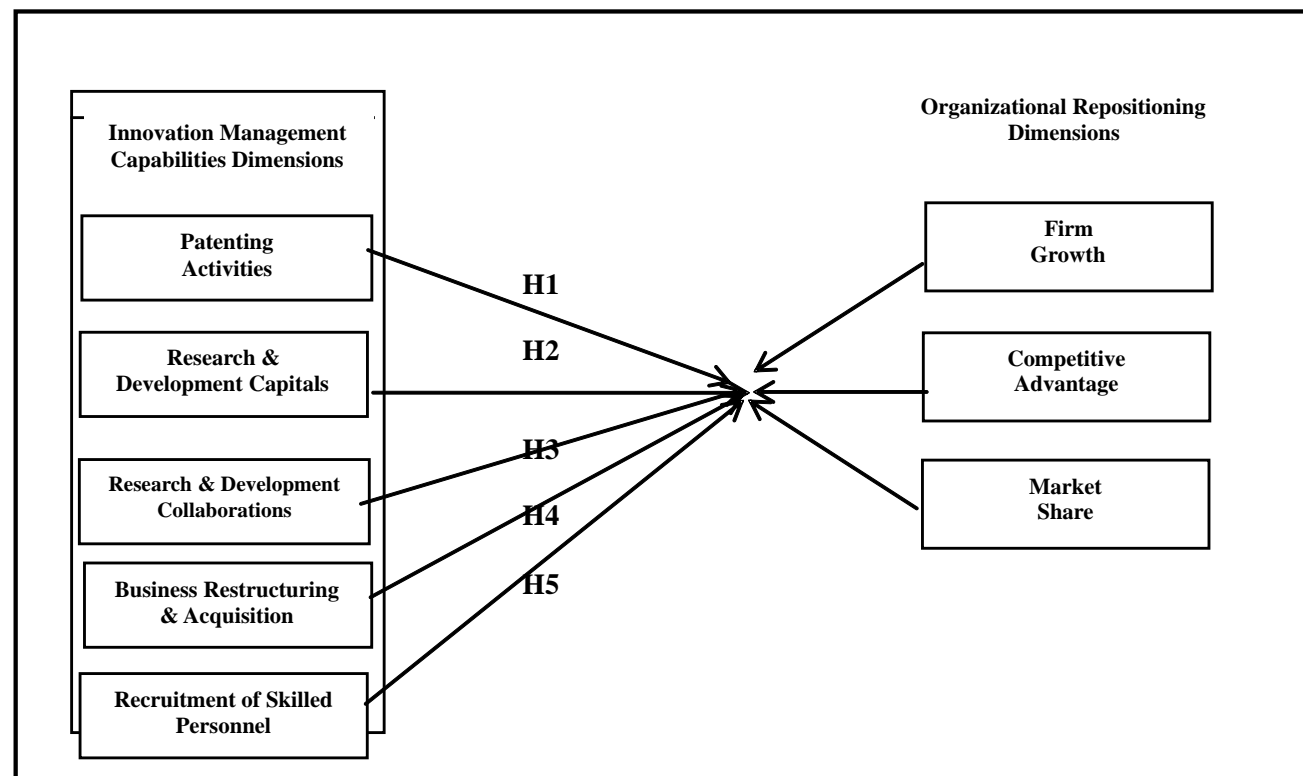 Innovation Management
Capabilities Dimensions
Patenting
Activities
Research &
Development Capitals
Research & Development
Collaborations
Business Restructuring
& Acquisition
Recruitment of Skilled
Personnel
H1
H2
H3
H4
H5
Organizational Repositioning
Dimensions
Firm
Growth
Competitive
Advantage
Market
Share